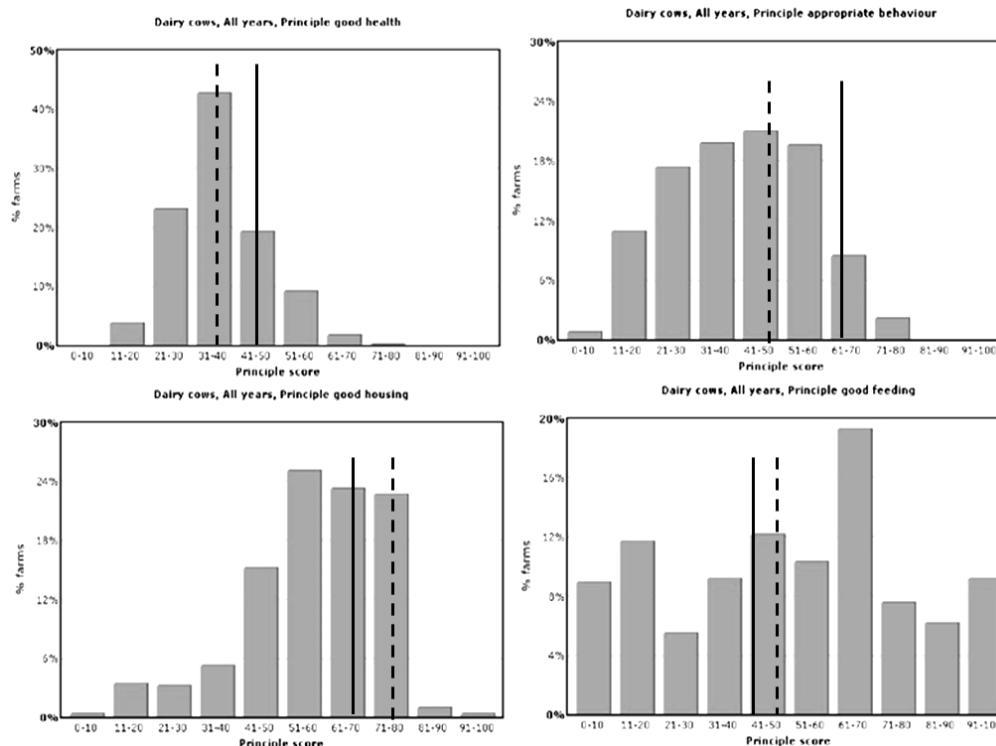 Dairy cows, All years, Principle good health
50%
40%
30%
20%
10%
0%
% farms
0-10 11-20 21-30 31-40 41-50 51-60 61-70 71-80 81-90 91-100
Principle score
Dairy cows, All years, Principle appropriate behaviour
30%
24%
18%
12%
6%
0%
% farms
0-10 11-20 21-30 31-40 41-50 51-60 61-70 71-80 81-90 91-100
Principle score
Dairy cows, All years, Principle good housing
30%
24%
18%
12%
6%
0%
% farms
0-10 11-20 21-30 31-40 41-50 51-60 61-70 71-80 81-90 91-100
Principle score
Dairy cows, All years, Principle good feeding
20%
16%
12%
8%
4%
0%
% farms
0-10 11-20 21-30 31-40 41-50 51-60 61-70 71-80 81-90 91-100
Principle score